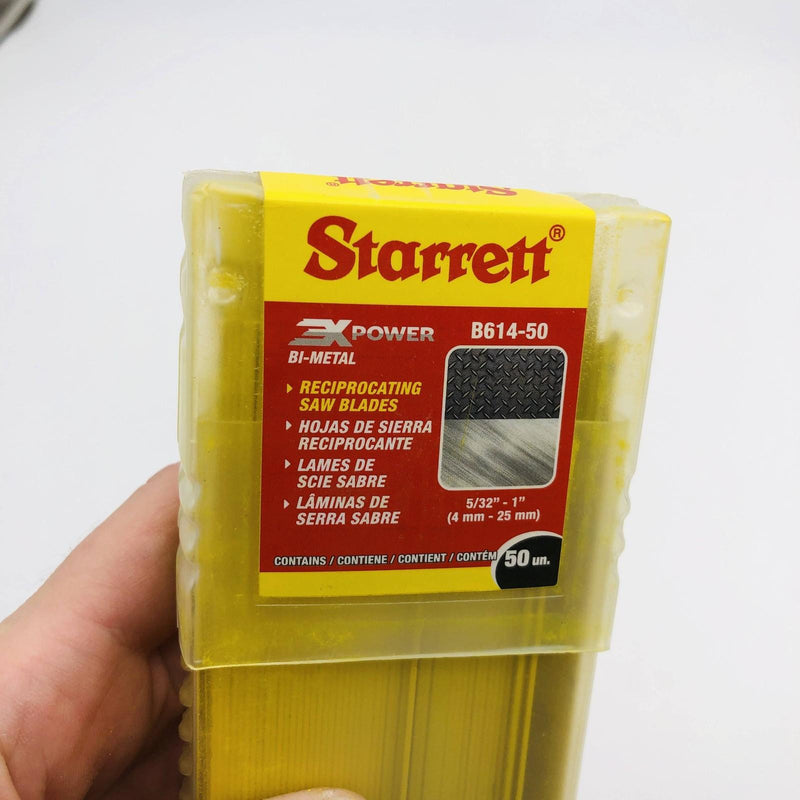 Starrett®
Starrett®
3X POWER B614-50
BI-METAL
RECIPROCATING
SAW BLADES
HOJAS DE SIERRA
RECIPROCANTE
LAMES DE
SCIE SABRE
LÂMINAS DE
SERRA SABRE
5/32" - 1"
(4 mm - 25 mm)
CONTAINS / CONTIENE / CONTIENT / CONTÉM 50 un.